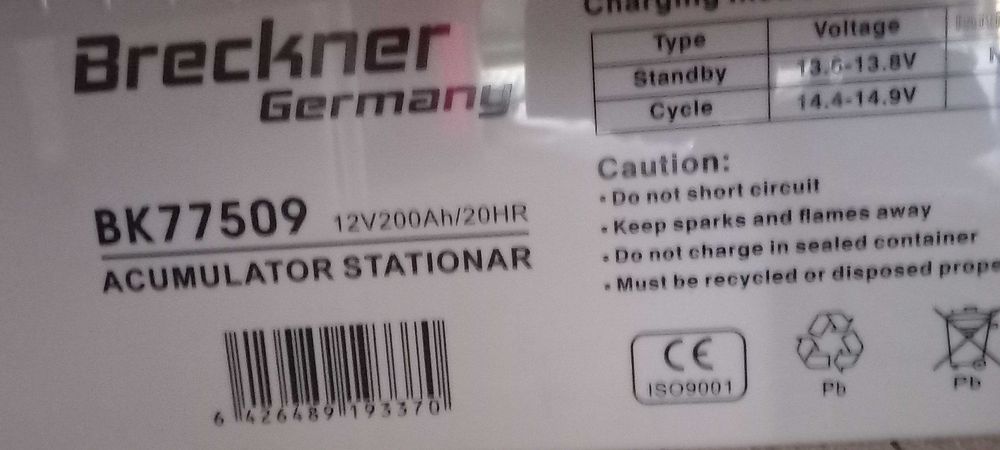 Breckner
Germany
BK77509 12V200Ah/20HR
ACUMULATOR STATIONAR
6 426489 193370
Charging
Type Voltage
Standby 13.6-13.8V
Cycle 14.4-14.9V
Caution:
• Do not short circuit
• Keep sparks and flames away
• Do not charge in sealed container
• Must be recycled or disposed prope
CE
ISO9001
Pb
Pb